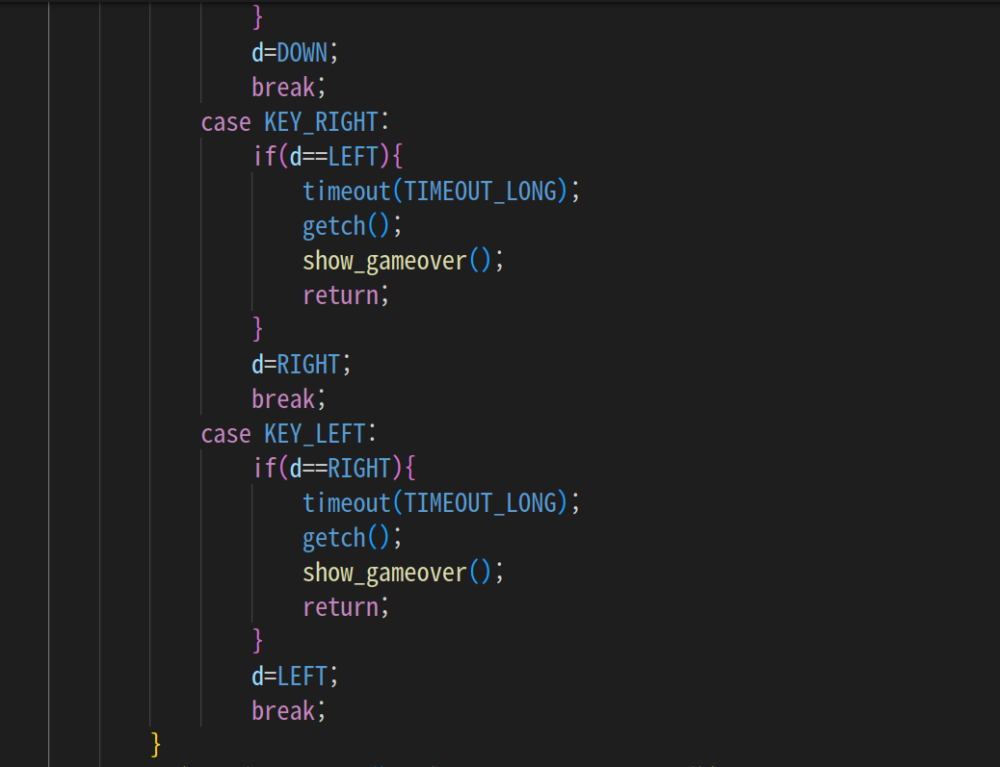 }
d=DOWN;
break;
case KEY_RIGHT:
if(d==LEFT){
timeout(TIMEOUT_LONG);
getch();
show_gameover();
return;
}
d=RIGHT;
break;
case KEY_LEFT:
if(d==RIGHT){
timeout(TIMEOUT_LONG);
getch();
show_gameover();
return;
}
d=LEFT;
break;
}